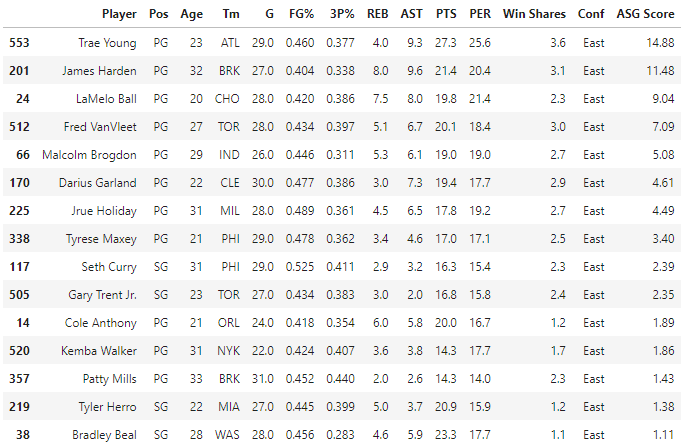 Player Pos Age Tm G FG% 3P% REB AST PTS PER Win Shares Conf ASG Score
553 Trae Young PG 23 ATL 29.0 0.460 0.377 4.0 9.3 27.3 25.6 3.6 East 14.88
201 James Harden PG 32 BRK 27.0 0.404 0.338 8.0 9.6 21.4 20.4 3.1 East 11.48
24 LaMelo Ball PG 20 CHO 28.0 0.420 0.386 7.5 8.0 19.8 21.4 2.3 East 9.04
512 Fred VanVleet PG 27 TOR 28.0 0.434 0.397 5.1 6.7 20.1 18.4 3.0 East 7.09
66 Malcolm Brogdon PG 29 IND 26.0 0.446 0.311 5.3 6.1 19.0 19.0 2.7 East 5.08
170 Darius Garland PG 22 CLE 30.0 0.477 0.386 3.0 7.3 19.4 17.7 2.9 East 4.61
225 Jrue Holiday PG 31 MIL 28.0 0.489 0.361 4.5 6.5 17.8 19.2 2.7 East 4.49
338 Tyrese Maxey PG 21 PHI 29.0 0.478 0.362 3.4 4.6 17.0 17.1 2.5 East 3.40
117 Seth Curry SG 31 PHI 29.0 0.525 0.411 2.9 3.2 16.3 15.4 2.3 East 2.39
505 Gary Trent Jr. SG 23 TOR 27.0 0.434 0.383 3.0 2.0 16.8 15.8 2.4 East 2.35
14 Cole Anthony PG 21 ORL 24.0 0.418 0.354 6.0 5.8 20.0 16.7 1.2 East 1.89
520 Kemba Walker PG 31 NYK 22.0 0.424 0.407 3.6 3.8 14.3 17.7 1.7 East 1.86
357 Patty Mills PG 33 BRK 31.0 0.452 0.440 2.0 2.6 14.3 14.0 2.3 East 1.43
219 Tyler Herro SG 22 MIA 27.0 0.445 0.399 5.0 3.7 20.9 15.9 1.2 East 1.38
38 Bradley Beal SG 28 WAS 28.0 0.456 0.283 4.6 5.9 23.3 17.7 1.1 East 1.11